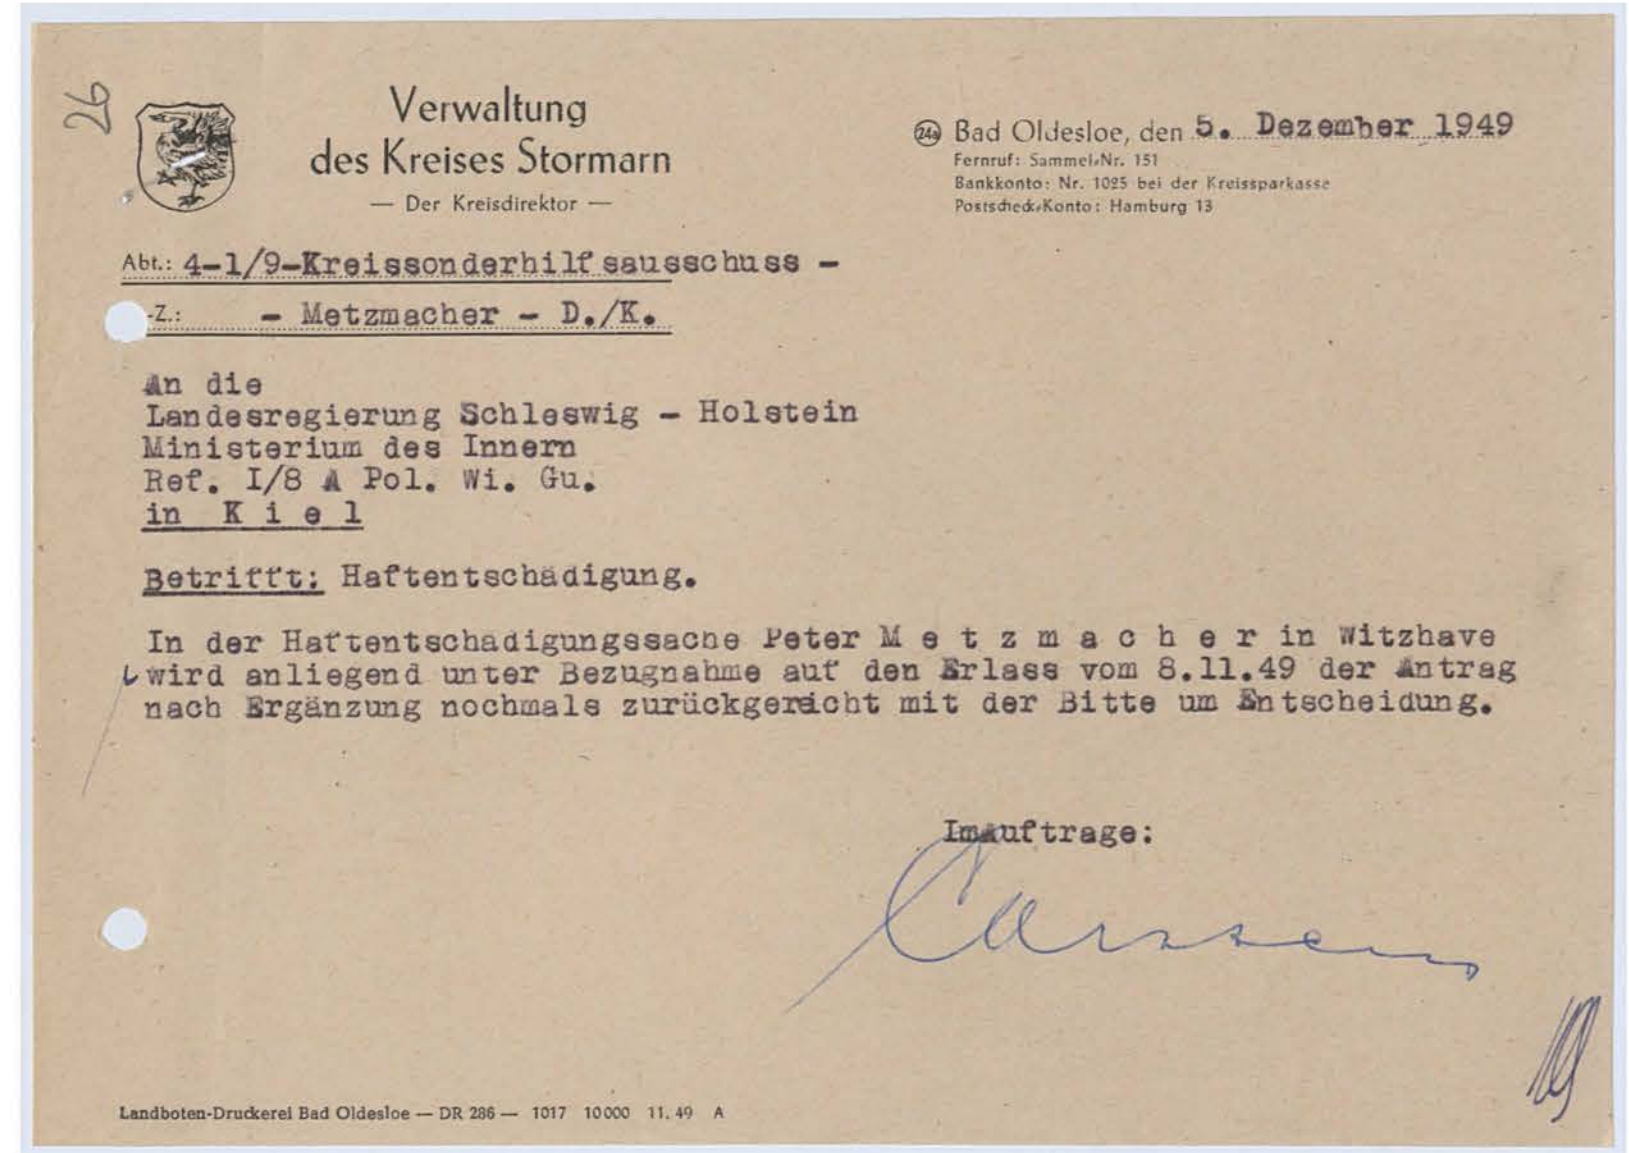 26
Verwaltung
des Kreises Stormarn
— Der Kreisdirektor —
24a Bad Oldesloe, den 5. Dezember 1949
Fernruf: Sammel-Nr. 151
Bankkonto: Nr. 1025 bei der Kreissparkasse
Postscheck-Konto: Hamburg 13
Abt.: 4-1/9-Kreissonderhilfsausschuss -
-Z.: - Metzmacher - D./K.
An die
Landesregierung Schleswig - Holstein
Ministerium des Innern
Ref. I/8 A Pol. Wi. Gu.
in K i e l
Betrifft: Haftentschädigung.
In der Haftentschädigungssache Peter M e t z m a c h e r in Witzhave
wird anliegend unter Bezugnahme auf den Erlass vom 8.11.49 der Antrag
nach Ergänzung nochmals zurückgereicht mit der Bitte um Entscheidung.
ImAuftrage:
Landboten-Druckerei Bad Oldesloe — DR 286 — 1017 10000 11.49 A